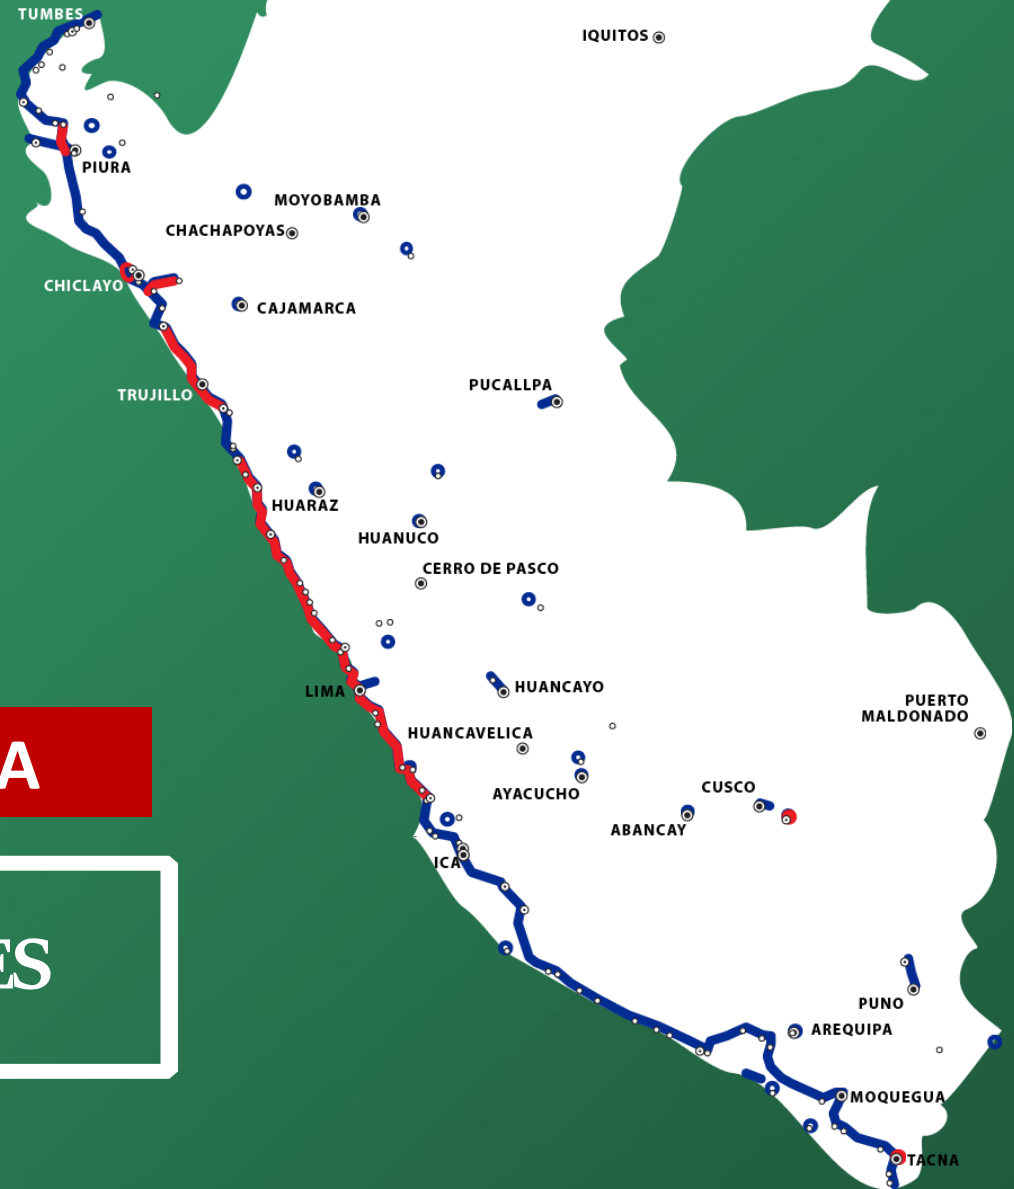 TUMBES
IQUITOS
PIURA
MOYOBAMBA
CHACHAPOYAS
CHICLAYO
CAJAMARCA
PUCALLPA
TRUJILLO
HUARAZ
HUANUCO
CERRO DE PASCO
LIMA
HUANCAYO
PUERTO
MALDONADO
HUANCAVELICA
A
CUSCO
AYACUCHO
ABANCAY
ICA
ES
PUNO
AREQUIPA
MOQUEGUA
TACNA